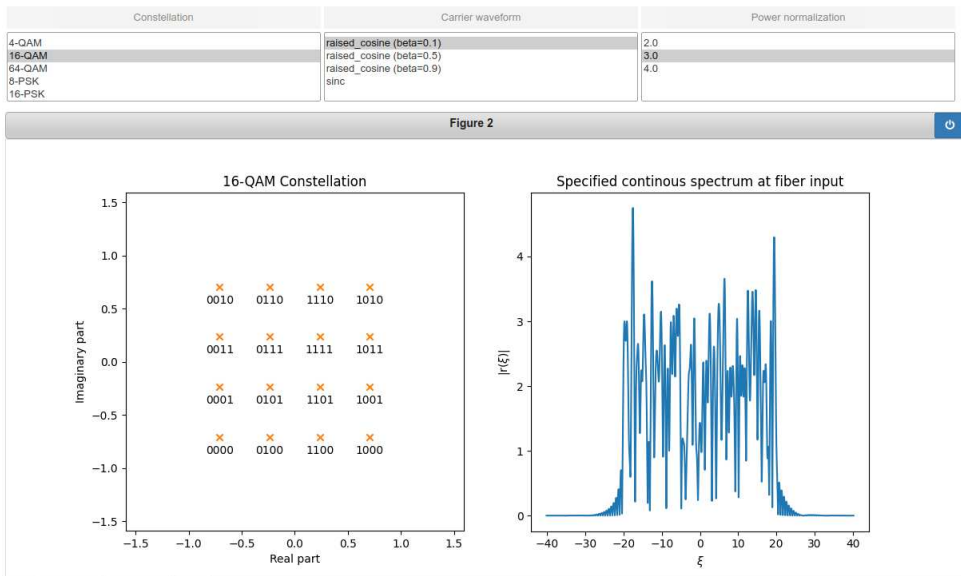 Constellation Carrier waveform Power normalization
4-QAM raised_cosine (beta=0.1) 2.0
16-QAM raised_cosine (beta=0.5) 3.0
64-QAM raised_cosine (beta=0.9) 4.0
8-PSK sinc
16-PSK
Figure 2
16-QAM Constellation
1.5
1.0
0.5
0.0
−0.5
−1.0
−1.5
Imaginary part
0010 0110 1110 1010
0011 0111 1111 1011
0001 0101 1101 1001
0000 0100 1100 1000
−1.5 −1.0 −0.5 0.0 0.5 1.0 1.5
Real part
Specified continous spectrum at fiber input
4
3
2
1
0
|r(ξ)|
−40 −30 −20 −10 0 10 20 30 40
ξ